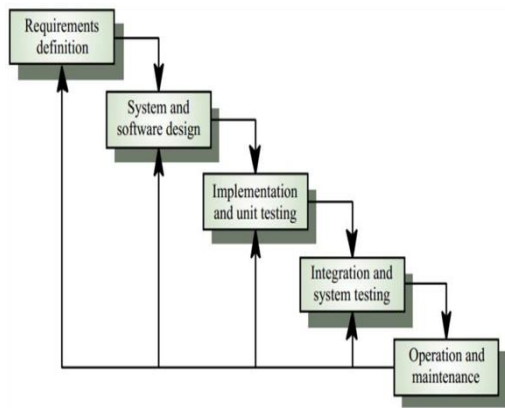 Requirements
definition
System and
software design
Implementation
and unit testing
Integration and
system testing
Operation and
maintenance